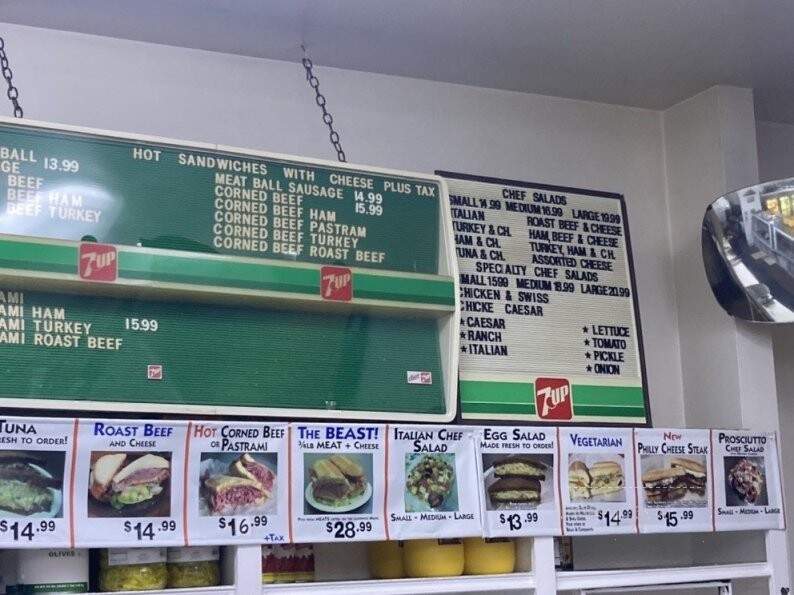 BALL 13.99
GE
BEEF
BEEF HAM
BEEF TURKEY
HOT SANDWICHES WITH CHEESE PLUS TAX
MEAT BALL SAUSAGE 14.99
CORNED BEEF 15.99
CORNED BEEF HAM
CORNED BEEF PASTRAM
CORNED BEEF TURKEY
CORNED BEEF ROAST BEEF
7UP
7UP
AMI
AMI HAM
AMI TURKEY 15.99
AMI ROAST BEEF
CHEF SALADS
SMALL 14.99 MEDIUM 16.99 LARGE 19.99
ITALIAN ROAST BEEF & CHEESE
TURKEY & CH. HAM, BEEF & CHEESE
HAM & CH. TURKEY, HAM & CH.
TUNA & CH. ASSORTED CHEESE
SPECIALTY CHEF SALADS
MALL 1599 MEDIUM 18.99 LARGE 20.99
CHICKEN & SWISS
CHICKE CAESAR
★ CAESAR ★ LETTUCE
★ RANCH ★ TOMATO
★ ITALIAN ★ PICKLE
★ ONION
7UP
TUNA
ESH TO ORDER!
$14.99
ROAST BEEF
AND CHEESE
$14.99
HOT CORNED BEEF
OR PASTRAMI
$16.99
+TAX
THE BEAST!
¾LB MEAT + CHEESE
$28.99
ITALIAN CHEF
SALAD
SMALL - MEDIUM - LARGE
EGG SALAD
MADE FRESH TO ORDER!
$13.99
VEGETARIAN
$14.99
NEW
PHILLY CHEESE STEAK
$15.99
PROSCIUTTO
CHEF SALAD
SMALL - MEDIUM - LARGE
OLIVES